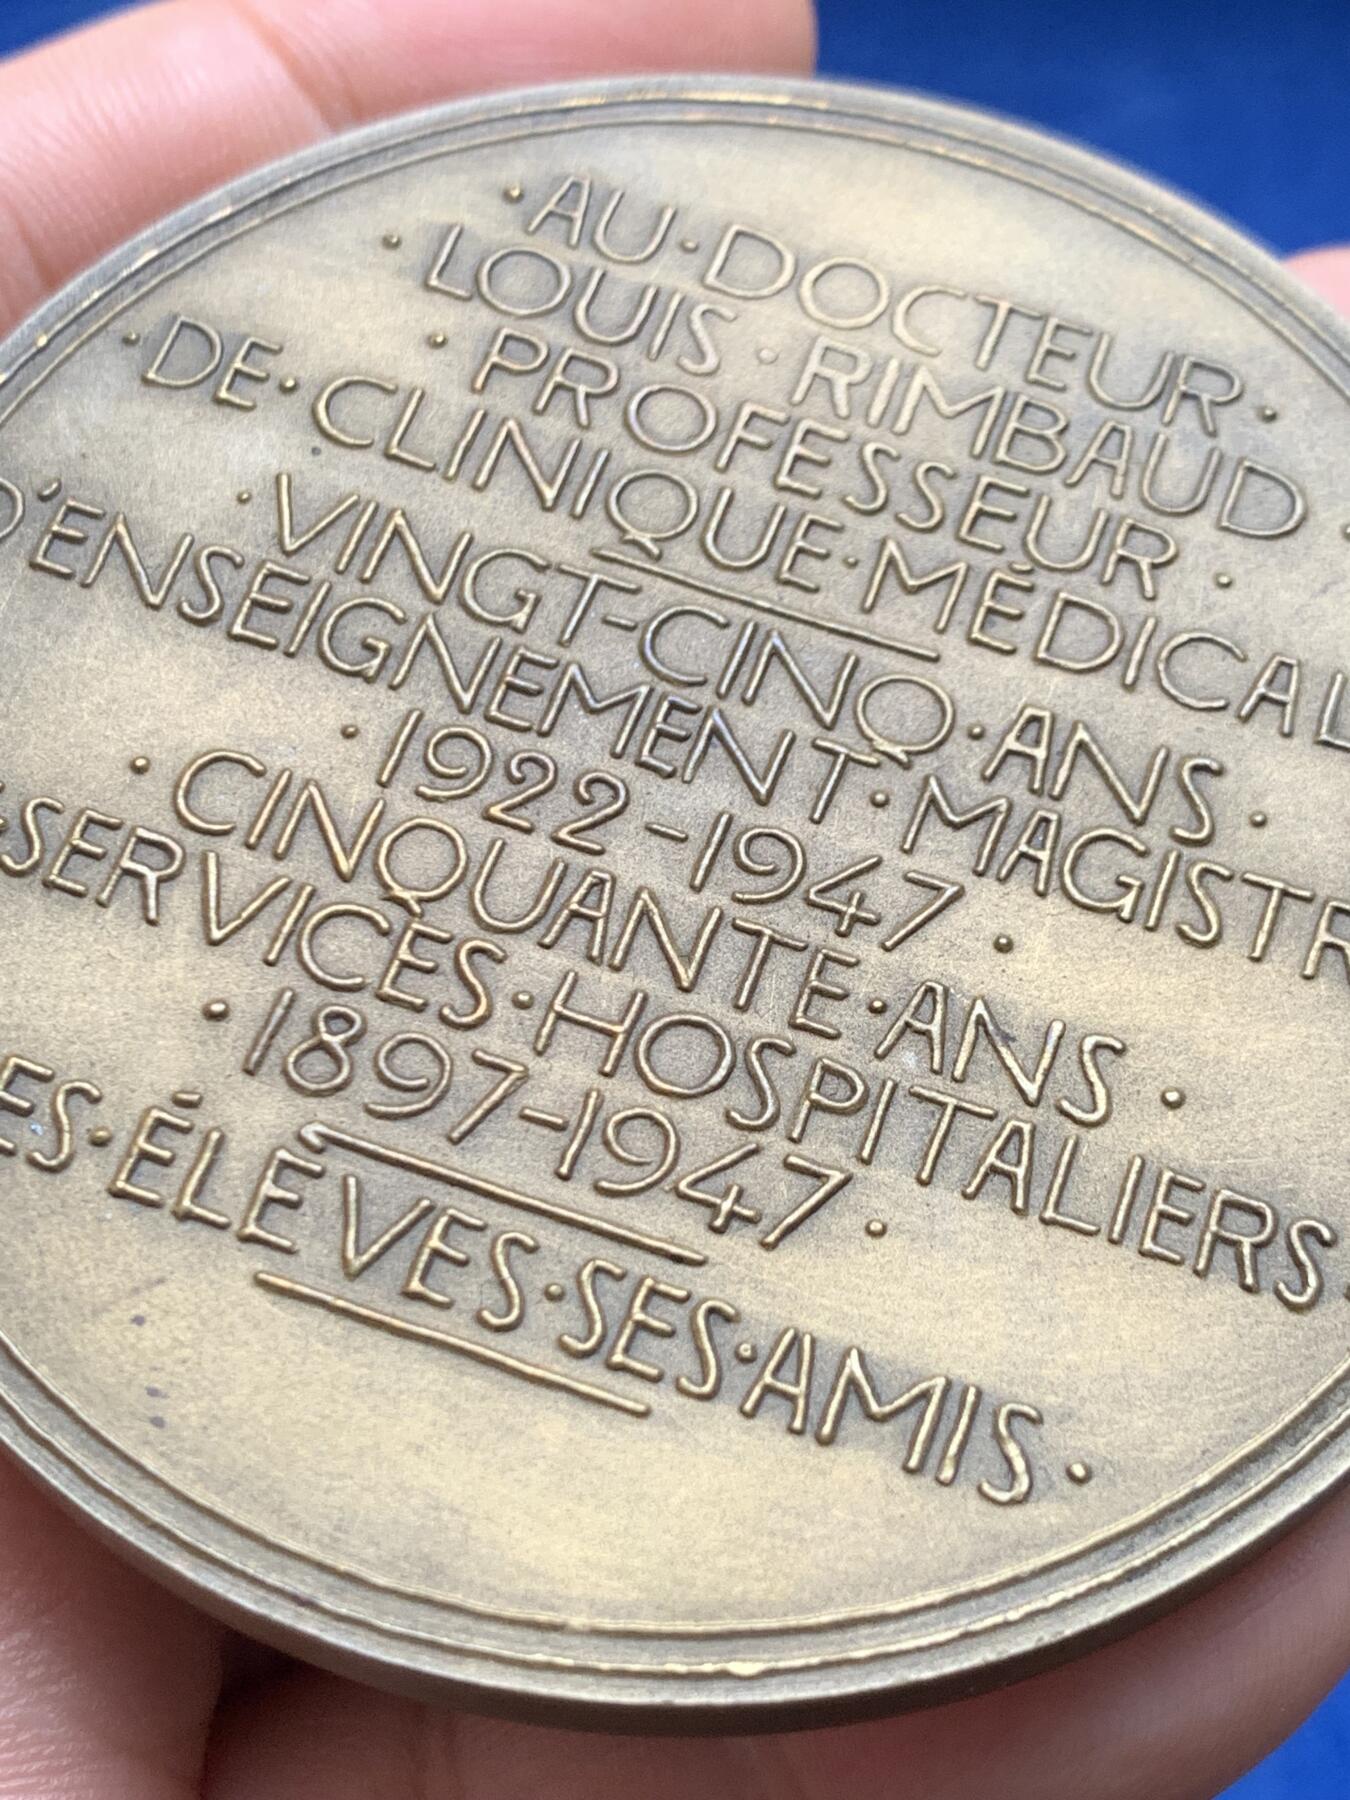 ·AU·DOCTEUR·
·LOUIS·RIMBAUD·
·PROFESSEUR·
·DE·CLINIQUE·MÉDICAL
·VINGT-CINQ·ANS·
D'ENSEIGNEMENT·MAGISTR
·1922-1947·
·CINQUANTE·ANS·
·SERVICES·HOSPITALIERS·
·1897-1947·
ES·ÉLÈVES·SES·AMIS·